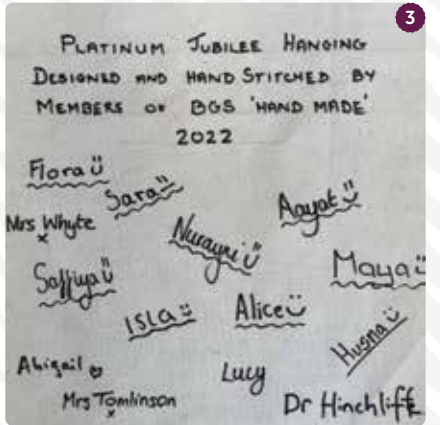 3
PLATINUM JUBILEE HANGING
DESIGNED AND HAND STITCHED BY
MEMBERS OF BGS 'HAND MADE'
2022
Flora
Sara
Aayat
Mrs Whyte
Nurayni
Maya
Saffiya
ISLA
Alice
Husna
Abigail
Lucy
Mrs Tomlinson
Dr Hinchliffe